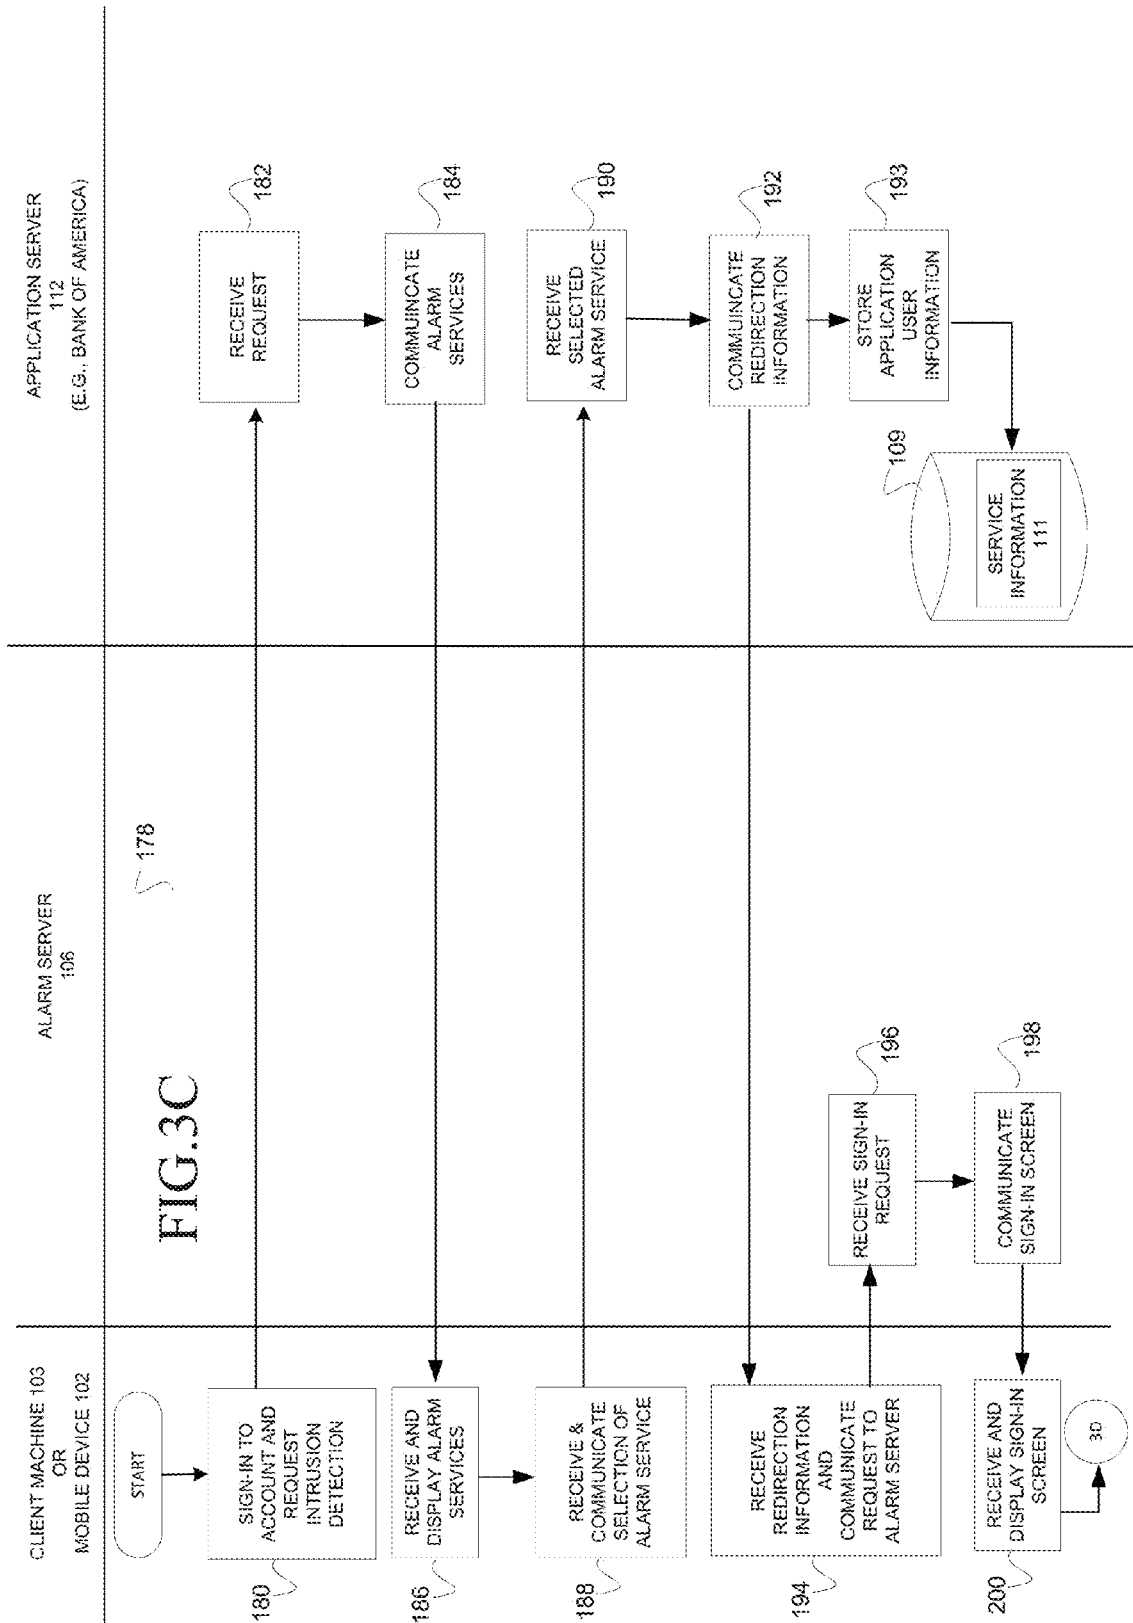 CLIENT MACHINE 103
OR
MOBILE DEVICE 102
ALARM SERVER
106
APPLICATION SERVER
112
(E.G., BANK OF AMERICA)
FIG.3C
178
START
SIGN-IN TO
ACCOUNT AND
REQUEST
INTRUSION
DETECTION
180
RECEIVE
REQUEST
182
COMMUINCATE
ALARM
SERVICES
184
RECEIVE AND
DISPLAY ALARM
SERVICES
186
RECEIVE &
COMMUNICATE
SELECTION OF
ALARM SERVICE
188
RECEIVE
SELECTED
ALARM SERVICE
190
COMMUINCATE
REDIRECTION
INFORMATION
192
STORE
APPLICATION
USER
INFORMATION
193
109
SERVICE
INFORMATION
111
RECEIVE
REDIRECTION
INFORMATION
AND
COMMUNICATE
REQUEST TO
ALARM SERVER
194
RECEIVE SIGN-IN
REQUEST
196
COMMUNICATE
SIGN-IN SCREEN
198
RECEIVE AND
DISPLAY SIGN-IN
SCREEN
200
3D